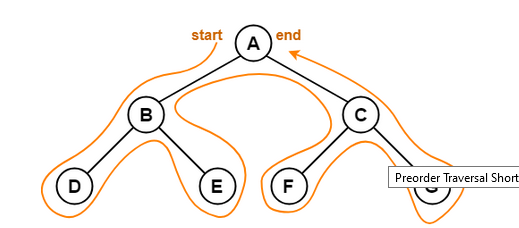 start A end
B C
D E F Preorder Traversal Short